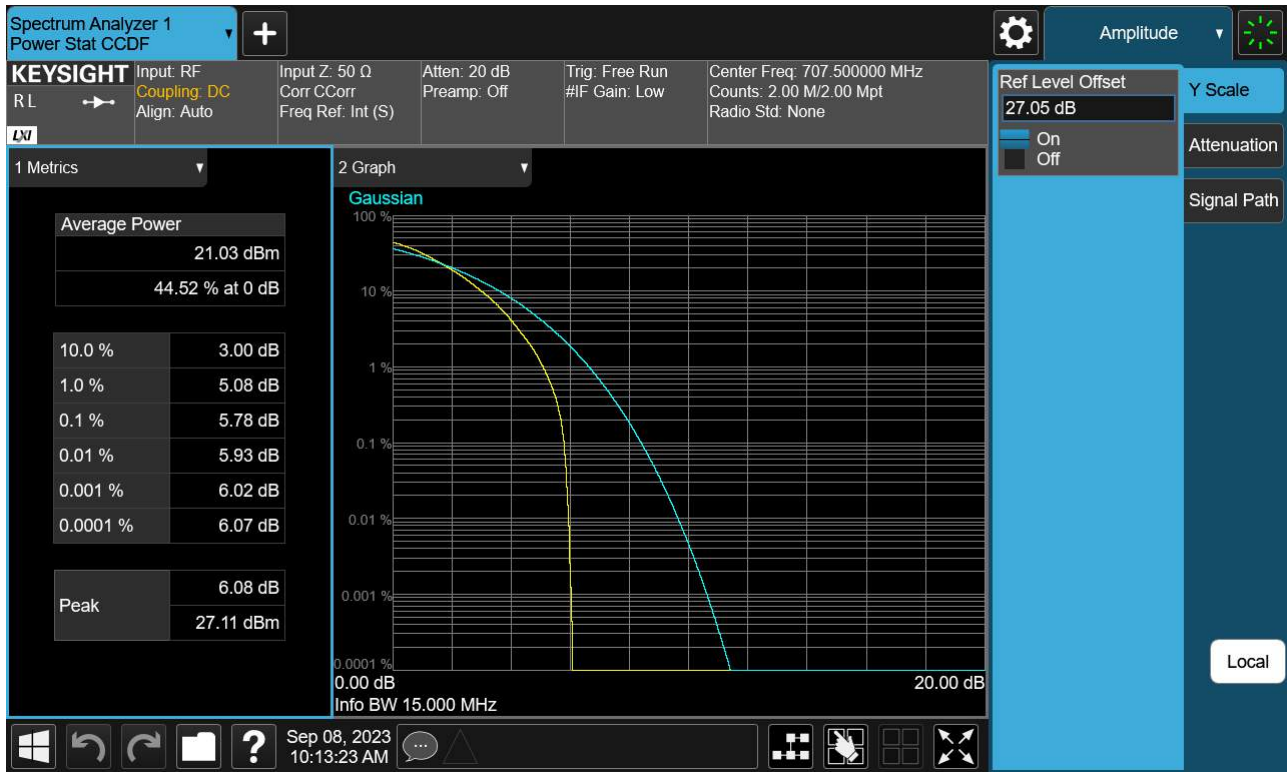 Spectrum Analyzer 1
Power Stat CCDF
+
Amplitude
KEYSIGHT
RL
LXI
Input: RF
Coupling: DC
Align: Auto
Input Z: 50 Ω
Corr CCorr
Freq Ref: Int (S)
Atten: 20 dB
Preamp: Off
Trig: Free Run
#IF Gain: Low
Center Freq: 707.500000 MHz
Counts: 2.00 M/2.00 Mpt
Radio Std: None
Ref Level Offset
27.05 dB
On
Off
Y Scale
Attenuation
Signal Path
Local
1 Metrics
Average Power
21.03 dBm
44.52 % at 0 dB
10.0 % 3.00 dB
1.0 % 5.08 dB
0.1 % 5.78 dB
0.01 % 5.93 dB
0.001 % 6.02 dB
0.0001 % 6.07 dB
Peak
6.08 dB
27.11 dBm
2 Graph
Gaussian
100 %
10 %
1 %
0.1 %
0.01 %
0.001 %
0.0001 %
0.00 dB 20.00 dB
Info BW 15.000 MHz
?
Sep 08, 2023
10:13:23 AM